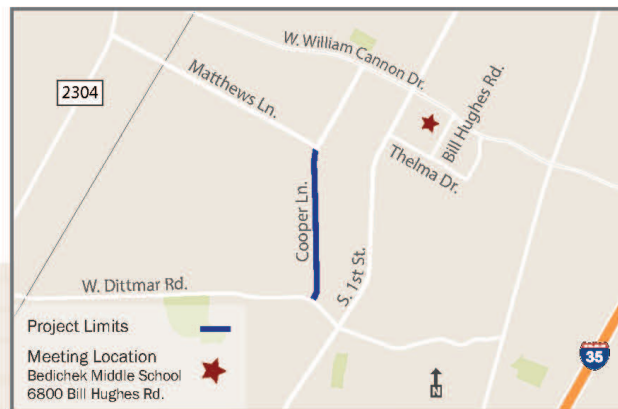 W. William Cannon Dr.
Matthews Ln.
2304
Bill Hughes Rd.
Thelma Dr.
Cooper Ln.
S. 1st St.
W. Dittmar Rd.
Project Limits
Meeting Location
Bedichek Middle School
6800 Bill Hughes Rd.
N
35